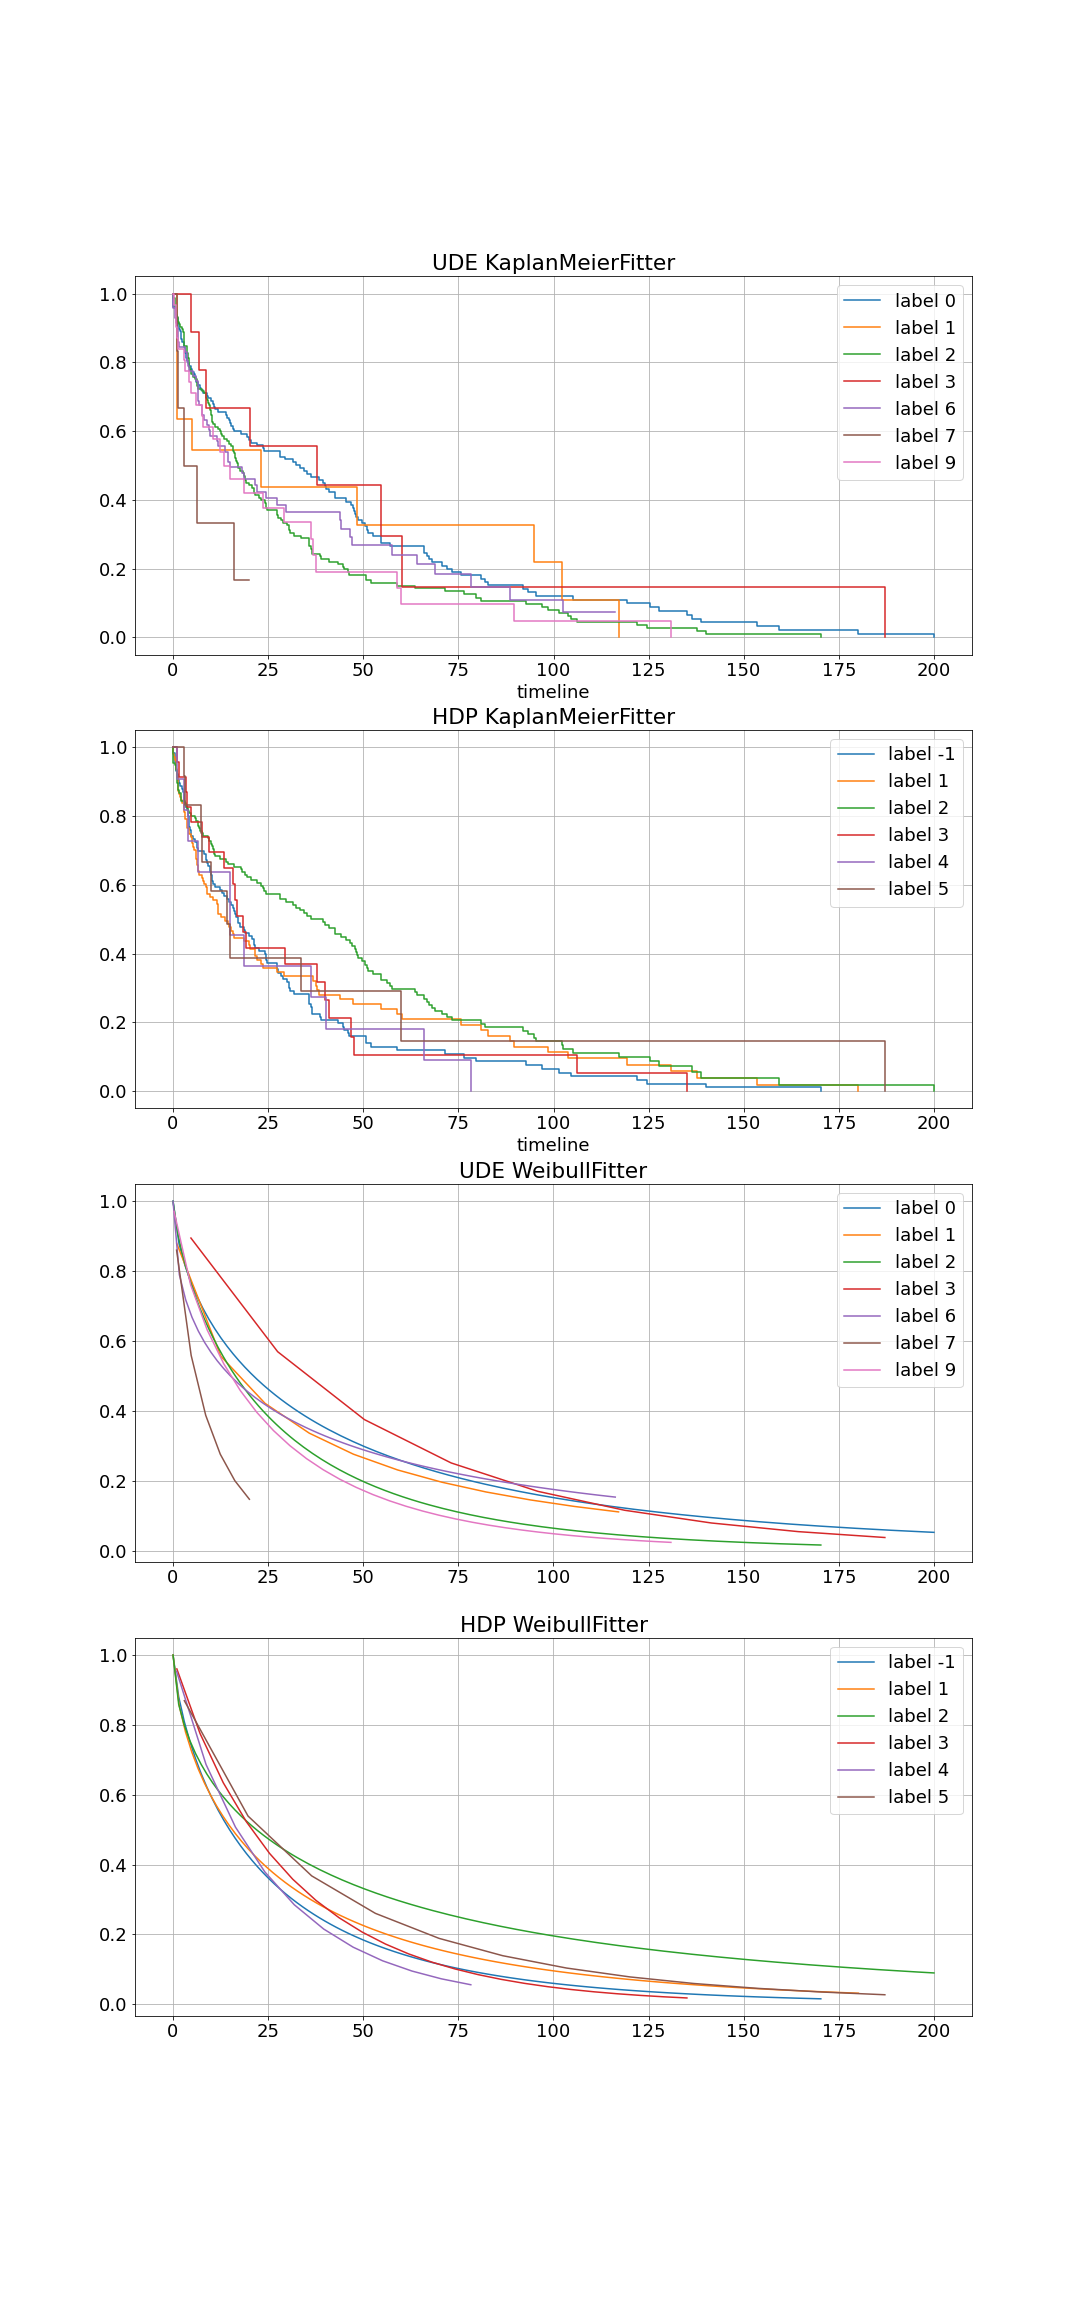 UDE KaplanMeierFitter
1.0
0.8
0.6
0.4
0.2
0.0
label 0
label 1
label 2
label 3
label 6
label 7
label 9
0 25 50 75 100 125 150 175 200
timeline
HDP KaplanMeierFitter
1.0
0.8
0.6
0.4
0.2
0.0
label -1
label 1
label 2
label 3
label 4
label 5
0 25 50 75 100 125 150 175 200
timeline
UDE WeibullFitter
1.0
0.8
0.6
0.4
0.2
0.0
label 0
label 1
label 2
label 3
label 6
label 7
label 9
0 25 50 75 100 125 150 175 200
HDP WeibullFitter
1.0
0.8
0.6
0.4
0.2
0.0
label -1
label 1
label 2
label 3
label 4
label 5
0 25 50 75 100 125 150 175 200